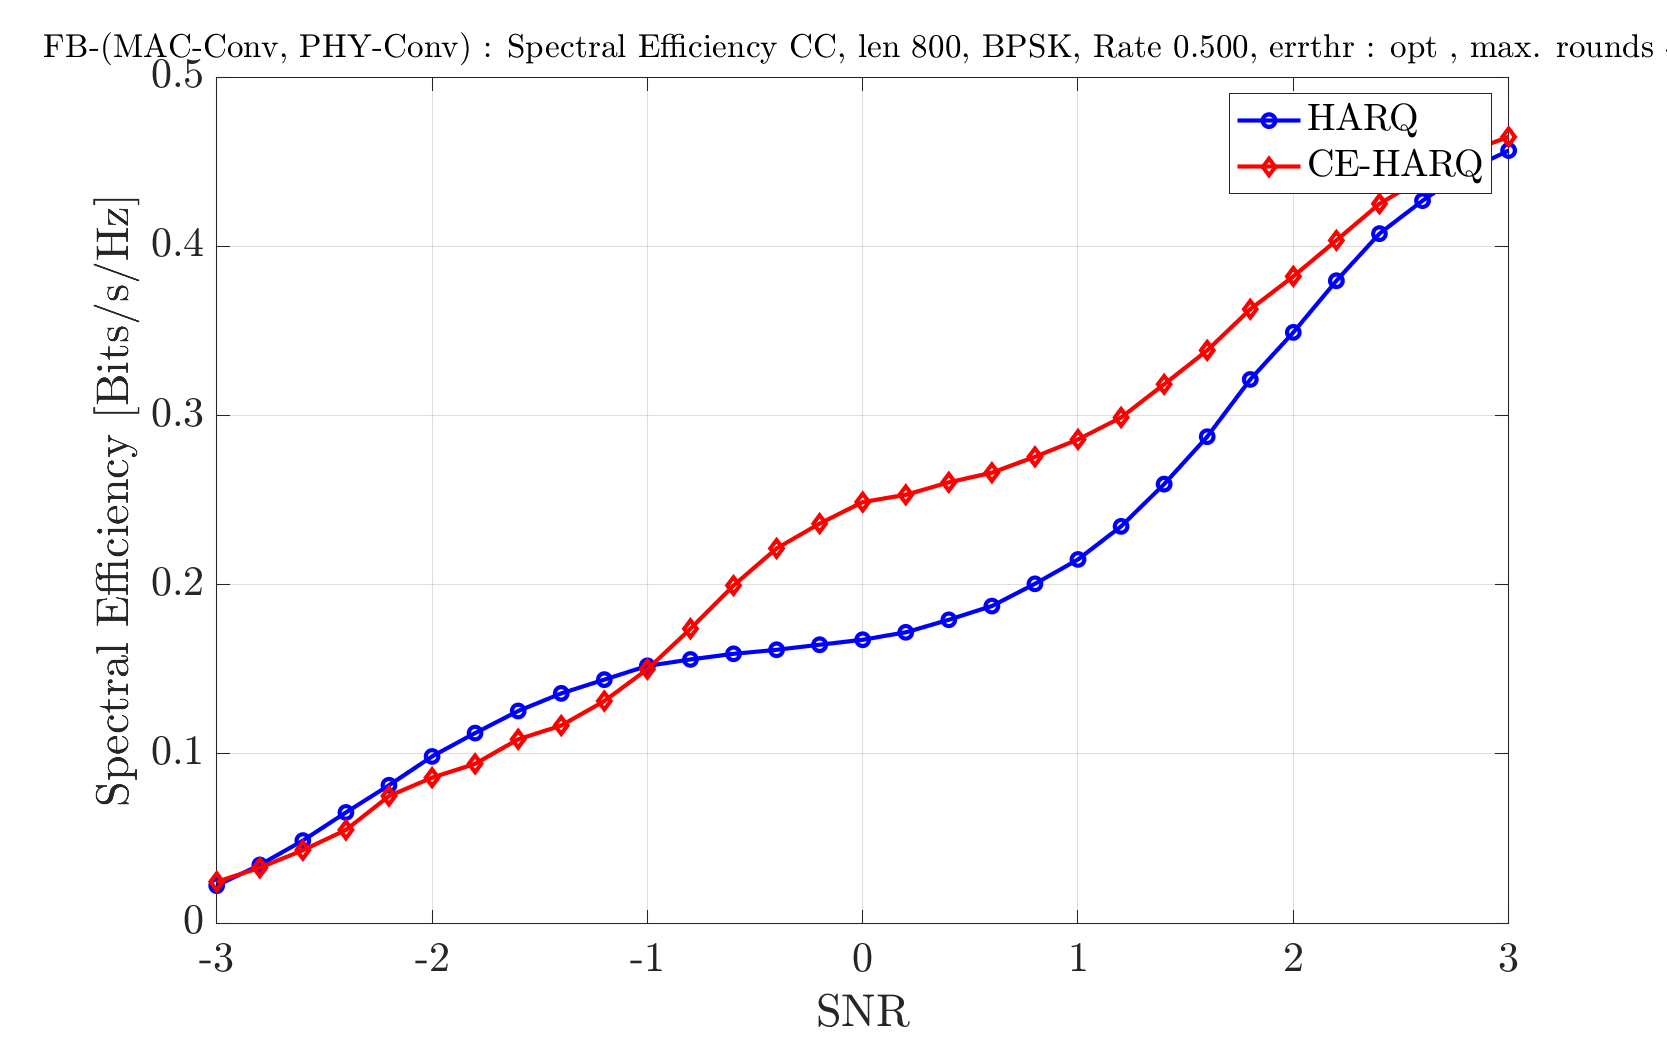 FB-(MAC-Conv, PHY-Conv) : Spectral Efficiency CC, len 800, BPSK, Rate 0.500, errthr : opt , max. rounds
0.5
HARQ
CE-HARQ
0.4
0.3
0.2
0.1
0
Spectral Efficiency [Bits/s/Hz]
-3 -2 -1 0 1 2 3
SNR